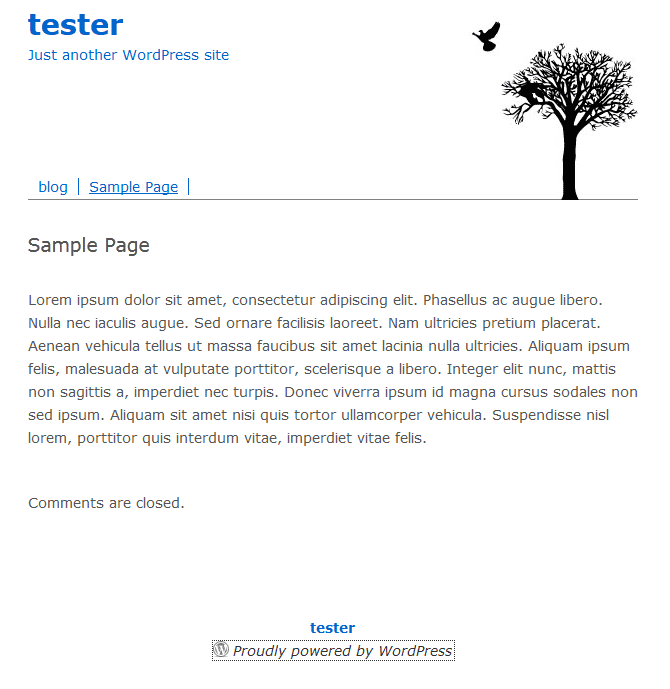 tester
Just another WordPress site
blog
Sample Page
Sample Page
Lorem ipsum dolor sit amet, consectetur adipiscing elit. Phasellus ac augue libero.
Nulla nec iaculis augue. Sed ornare facilisis laoreet. Nam ultricies pretium placerat.
Aenean vehicula tellus ut massa faucibus sit amet lacinia nulla ultricies. Aliquam ipsum
felis, malesuada at vulputate porttitor, scelerisque a libero. Integer elit nunc, mattis
non sagittis a, imperdiet nec turpis. Donec viverra ipsum id magna cursus sodales non
sed ipsum. Aliquam sit amet nisi quis tortor ullamcorper vehicula. Suspendisse nisl
lorem, porttitor quis interdum vitae, imperdiet vitae felis.
Comments are closed.
tester
Proudly powered by WordPress